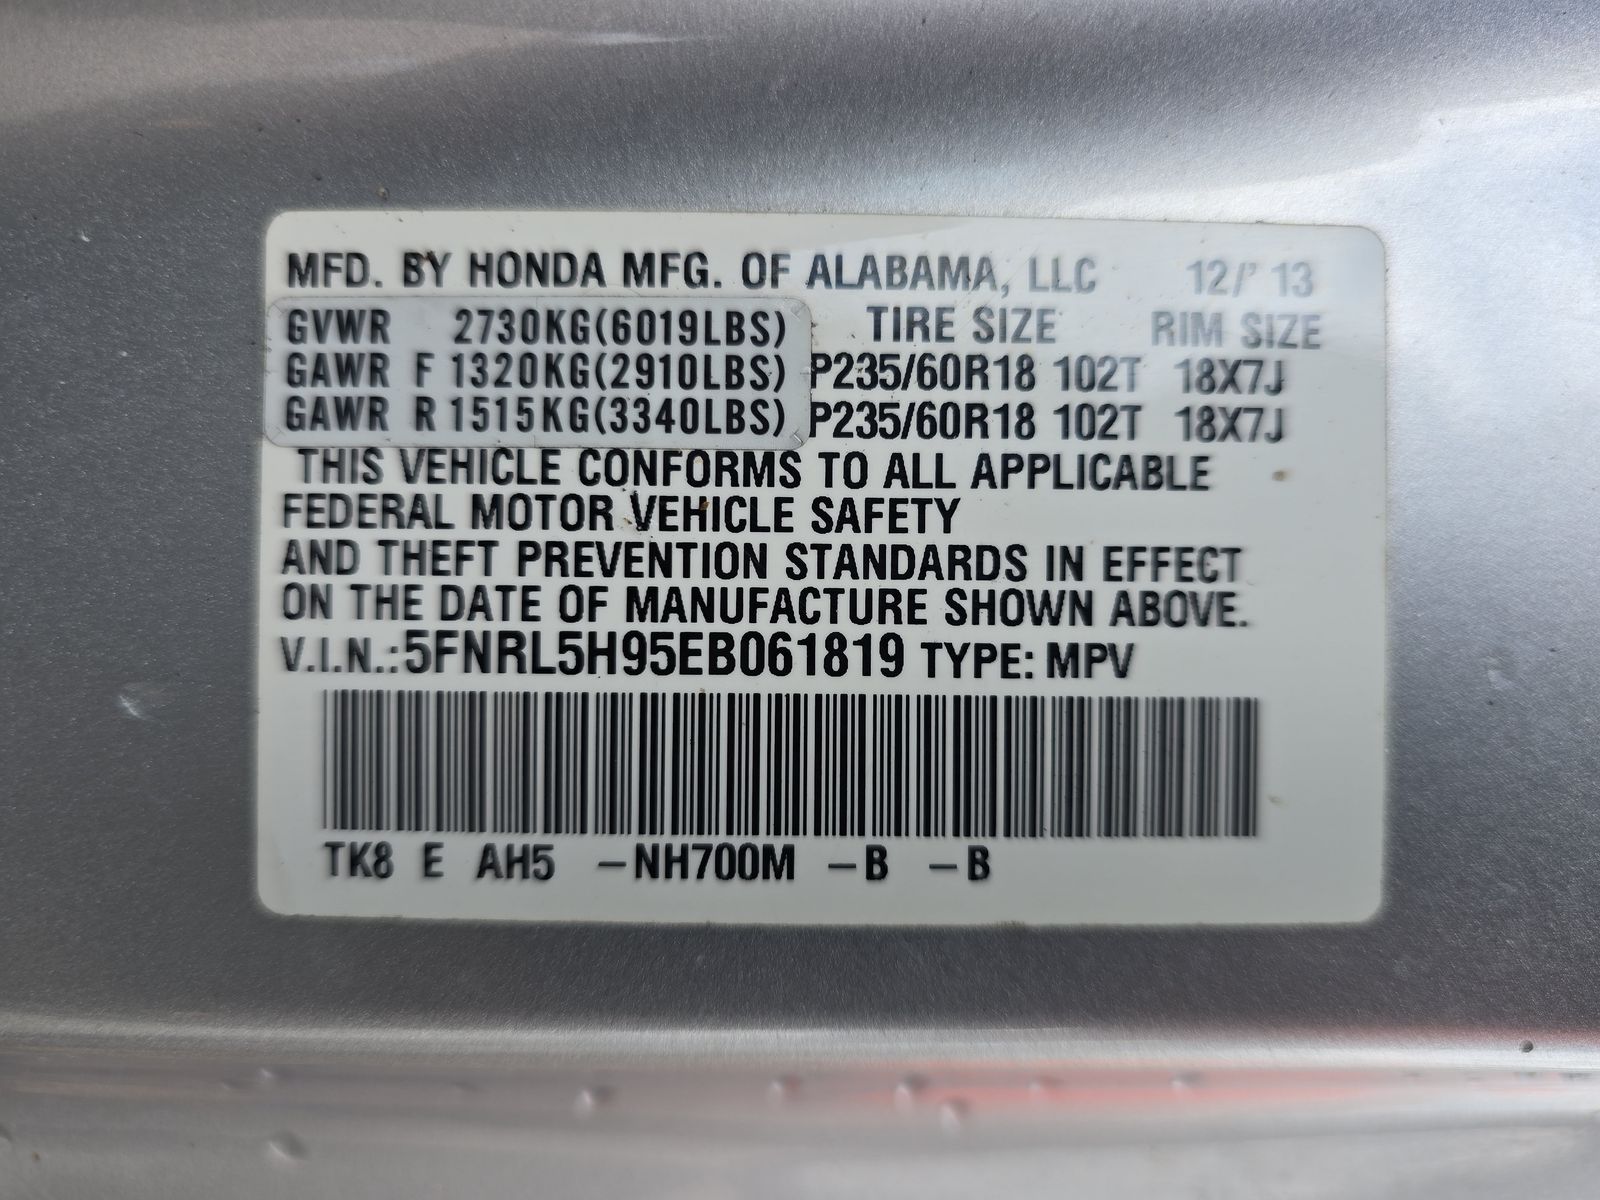 MFD. BY HONDA MFG. OF ALABAMA, LLC 12/' 13
GVWR 2730KG(6019LBS) TIRE SIZE RIM SIZE
GAWR F 1320KG(2910LBS) P235/60R18 102T 18X7J
GAWR R 1515KG(3340LBS) P235/60R18 102T 18X7J
THIS VEHICLE CONFORMS TO ALL APPLICABLE
FEDERAL MOTOR VEHICLE SAFETY
AND THEFT PREVENTION STANDARDS IN EFFECT
ON THE DATE OF MANUFACTURE SHOWN ABOVE.
V.I.N.:5FNRL5H95EB061819 TYPE: MPV
TK8 E AH5 –NH700M –B –B